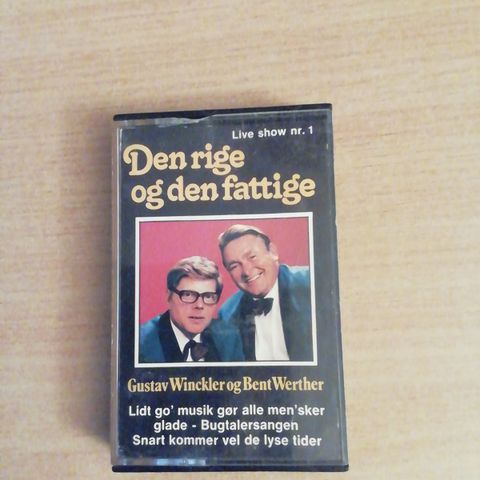 Live show nr. 1
Den rige
og den fattige
Gustav Winckler og Bent Werther
Lidt go' musik gør alle men'sker
glade - Bugtalersangen
Snart kommer vel de lyse tider